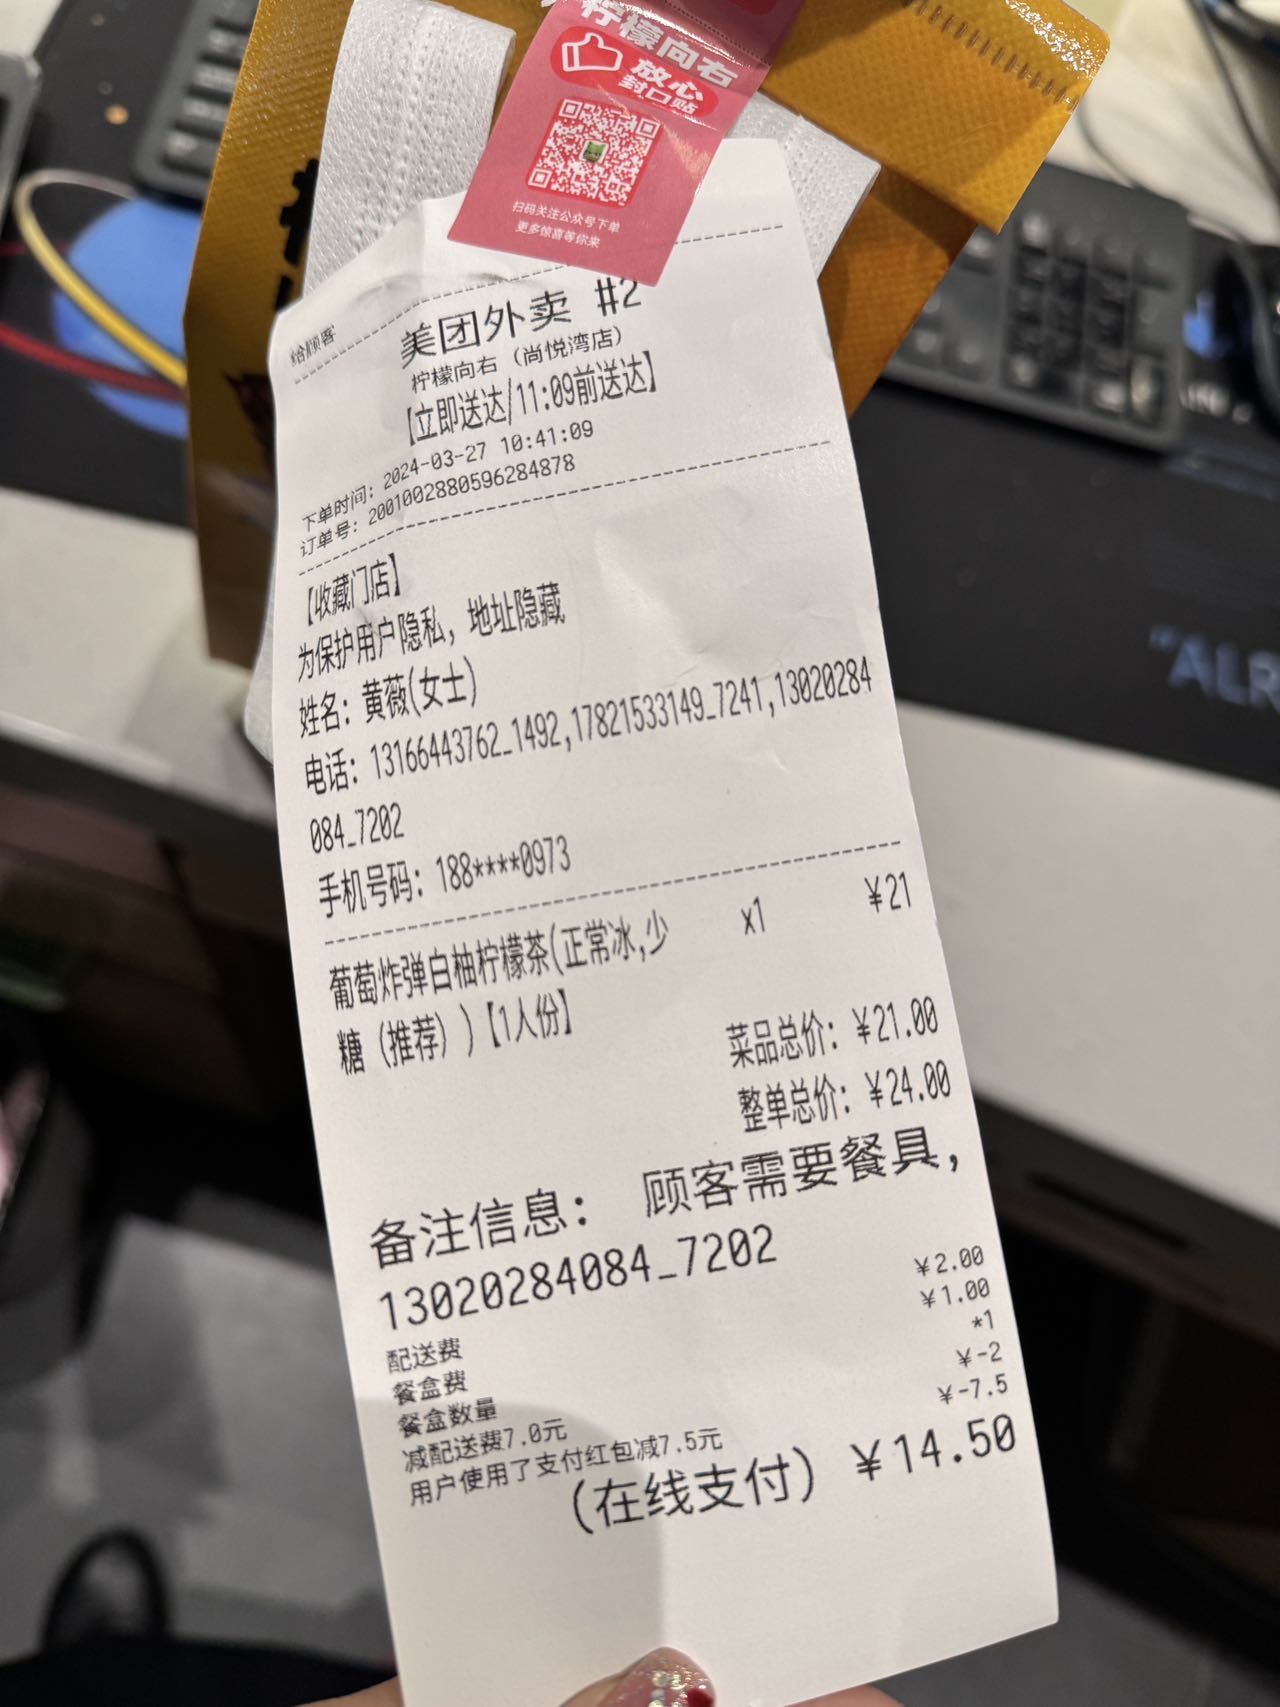 柠檬向右
放心
封口贴
扫码关注公众号下单
更多惊喜等你来
美团外卖 #2
柠檬向右（尚悦湾店）
【立即送达/11:09前送达】
下单时间：2024-03-27 10:41:09
订单号：2001002880596284878
【收藏门店】
为保护用户隐私，地址隐藏
姓名：黄薇(女士)
电话：13166443762_1492,17821533149_7241,13020284
084_7202
手机号码：188****0973
葡萄炸弹白柚柠檬茶(正常冰,少 x1 ¥21
糖（推荐）)【1人份】
菜品总价：¥21.00
整单总价：¥24.00
备注信息： 顾客需要餐具，
13020284084_7202
配送费 ¥2.00
餐盒费 ¥1.00
餐盒数量 *1
减配送费7.0元 ¥-2
用户使用了支付红包减7.5元 ¥-7.5
(在线支付) ¥14.50
"ALR